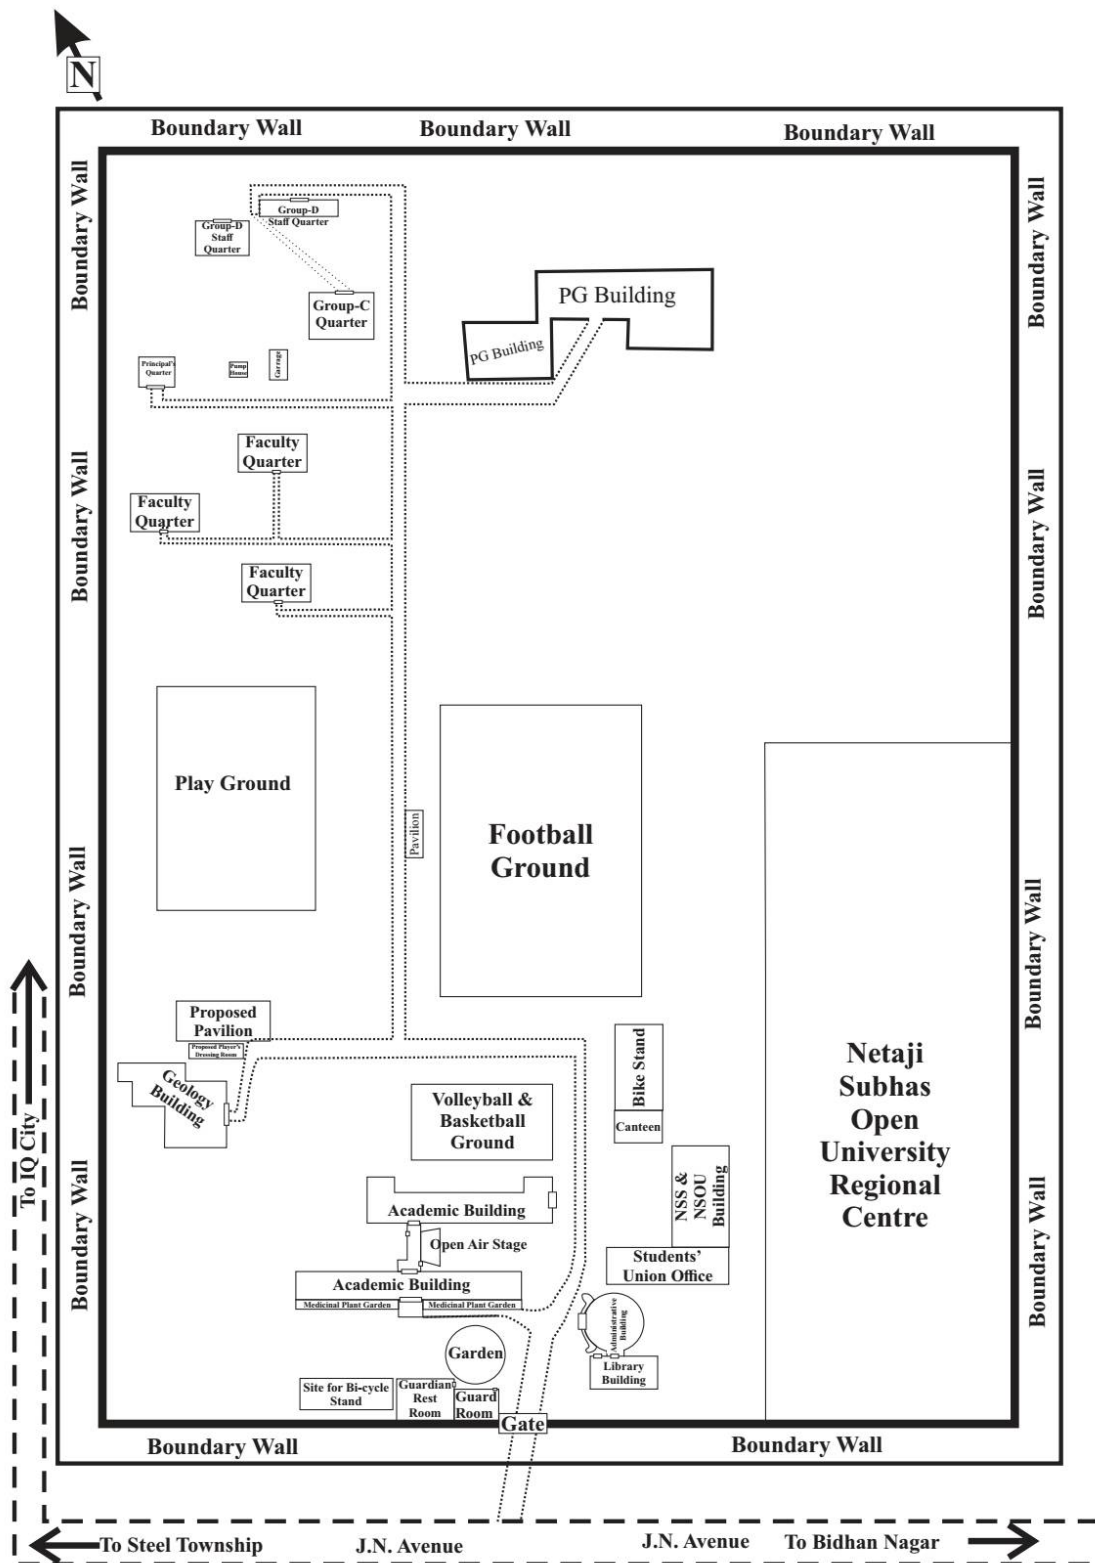 N
Boundary Wall
Boundary Wall
Boundary Wall
Boundary Wall
Boundary Wall
Group-D
Staff Quarter
Group-D
Staff
Quarter
PG Building
Group-C
Quarter
PG Building
Principal's
Quarter
Pump
House
Garrage
Faculty
Quarter
Boundary Wall
Boundary Wall
Faculty
Quarter
Faculty
Quarter
Play Ground
Pavilion
Football
Ground
Boundary Wall
Boundary Wall
Proposed
Pavilion
Proposed Player's
Dressing Room
Geology
Building
Bike Stand
Canteen
Volleyball &
Basketball
Ground
Netaji
Subhas
Open
University
Regional
Centre
To IQ City
Boundary Wall
Boundary Wall
NSS &
NSOU
Building
Academic Building
Open Air Stage
Students'
Union Office
Academic Building
Medicinal Plant Garden
Medicinal Plant Garden
Administrative
Building
Garden
Library
Building
Site for Bi-cycle
Stand
Guardian
Rest
Room
Guard
Room
Gate
Boundary Wall
Boundary Wall
To Steel Township
J.N. Avenue
J.N. Avenue
To Bidhan Nagar